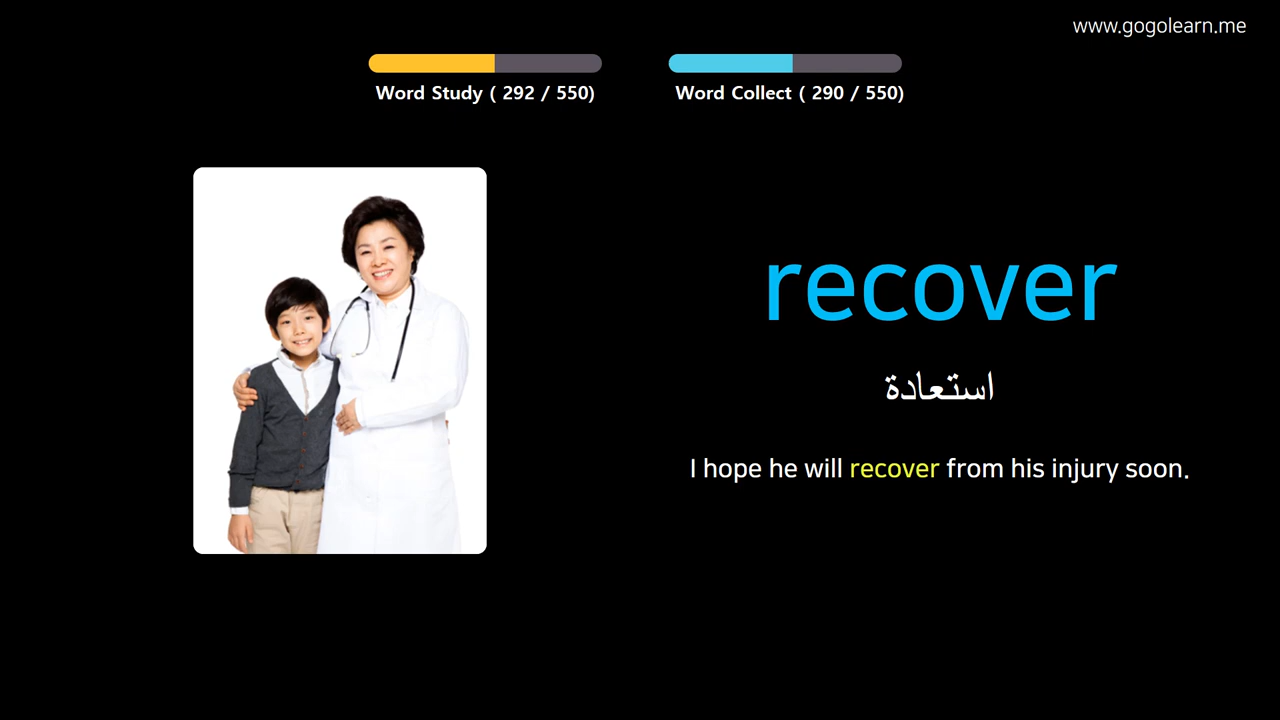 www.gogolearn.me
Word Study ( 292 / 550)
Word Collect ( 290 / 550)
recover
استعادة
I hope he will recover from his injury soon.